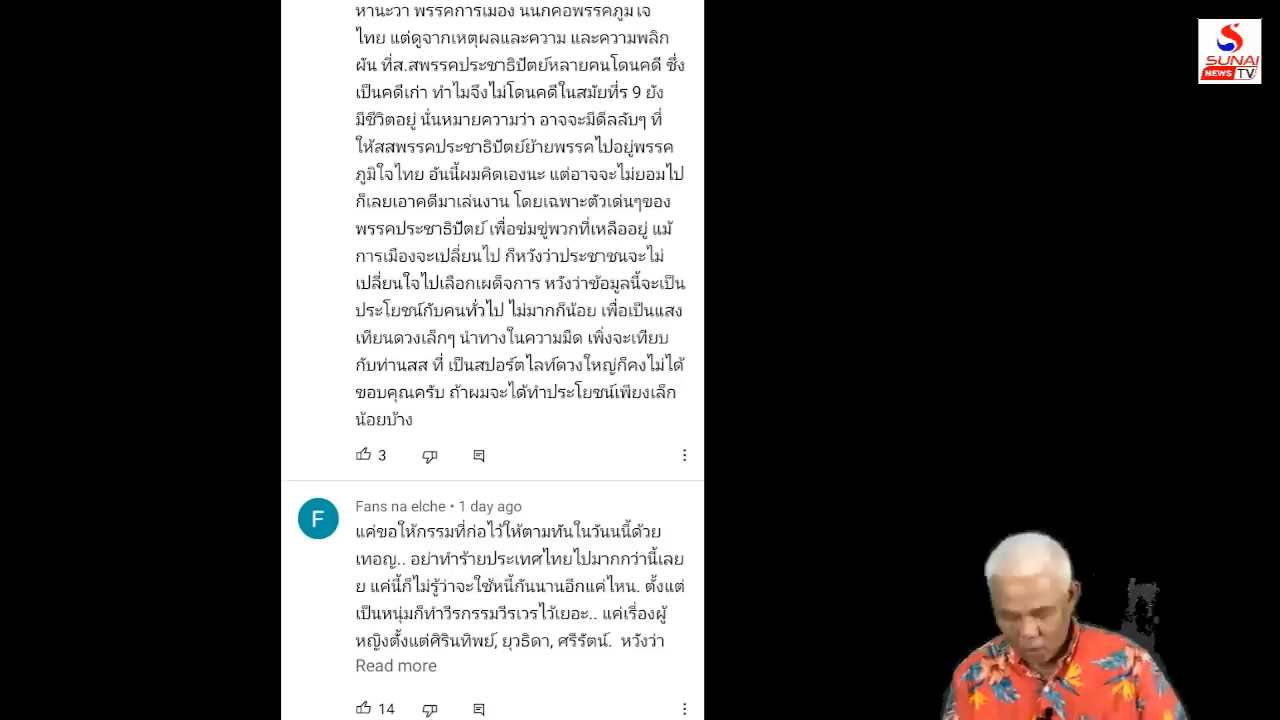 หานะวา พรรคการเมือง นั่นก็คือพรรคภูมิใจ
ไทย แต่ดูจากเหตุผลและความ และความพลิก
ผัน ที่ส.สพรรคประชาธิปัตย์หลายคนโดนคดี ซึ่ง
เป็นคดีเก่า ทำไมจึงไม่โดนคดีในสมัยที่ร 9 ยัง
มีชีวิตอยู่ นั่นหมายความว่า อาจจะมีดีลลับๆ ที่
ให้สสพรรคประชาธิปัตย์ย้ายพรรคไปอยู่พรรค
ภูมิใจไทย อันนี้ผมคิดเองนะ แต่อาจจะไม่ยอมไป
ก็เลยเอาคดีมาเล่นงาน โดยเฉพาะตัวเด่นๆของ
พรรคประชาธิปัตย์ เพื่อข่มขู่พวกที่เหลืออยู่ แม้
การเมืองจะเปลี่ยนไป ก็หวังว่าประชาชนจะไม่
เปลี่ยนใจไปเลือกเผด็จการ หวังว่าข้อมูลนี้จะเป็น
ประโยชน์กับคนทั่วไป ไม่มากก็น้อย เพื่อเป็นแสง
เทียนดวงเล็กๆ นำทางในความมืด เพิ่งจะเทียบ
กับท่านสส ที่ เป็นสปอร์ตไลท์ดวงใหญ่ก็คงไม่ได้
ขอบคุณครับ ถ้าผมจะได้ทำประโยชน์เพียงเล็ก
น้อยบ้าง
3
F
Fans na elche • 1 day ago
แค่ขอให้กรรมที่ก่อไว้ให้ตามทันในวันนนี้ด้วย
เทอญ.. อย่าทำร้ายประเทศไทยไปมากกว่านี้เลย
ย แค่นี้ก็ไม่รู้ว่าจะใช้หนี้กันนานอีกแค่ไหน. ตั้งแต่
เป็นหนุ่มก็ทำวีรกรรมวีรเวรไว้เยอะ.. แค่เรื่องผู้
หญิงตั้งแต่ศิรินทิพย์, ยุวธิดา, ศรีรัตน์. หวังว่า
Read more
14
SUNAI
NEWS TV